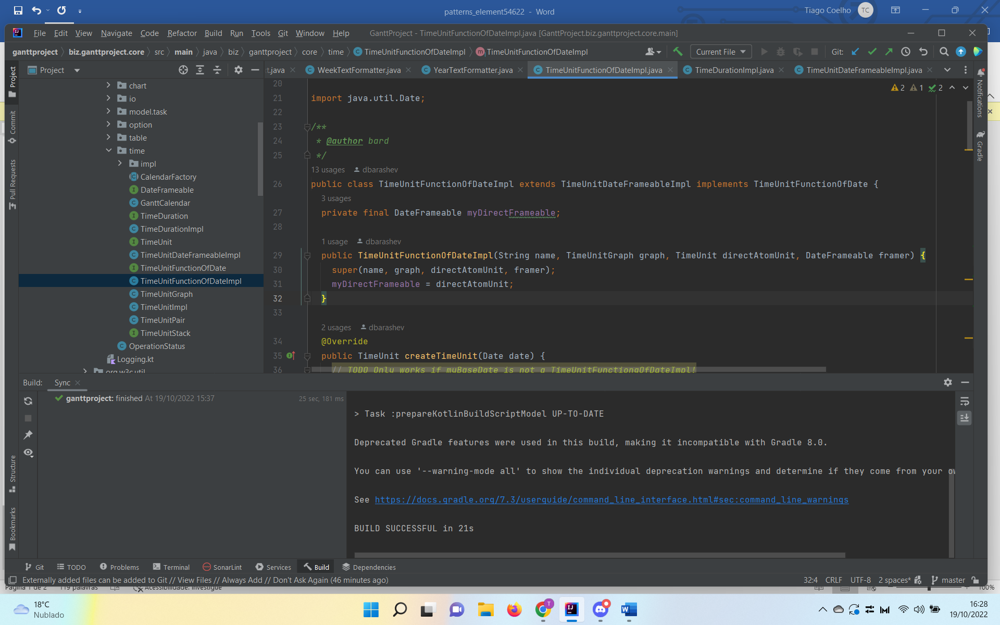 patterns_element54622 - Word
Tiago Coelho
TC
File Edit View Navigate Code Refactor Build Run Tools Git Window Help
GanttProject - TimeUnitFunctionOfDateImpl.java [GanttProject.biz.ganttproject.core.main]
ganttproject biz.ganttproject.core src main java biz ganttproject core time TimeUnitFunctionOfDateImpl TimeUnitFunctionOfDateImpl
Current File
Git:
Project
t.java WeekTextFormatter.java YearTextFormatter.java TimeUnitFunctionOfDateImpl.java TimeDurationImpl.java TimeUnitDateFrameableImpl.java
Project
Commit
Pull Requests
Structure
Bookmarks
Notifications
Gradle
chart
io
model.task
option
table
time
impl
CalendarFactory
DateFrameable
GanttCalendar
TimeDuration
TimeDurationImpl
TimeUnit
TimeUnitDateFrameableImpl
TimeUnitFunctionOfDate
TimeUnitFunctionOfDateImpl
TimeUnitGraph
TimeUnitImpl
TimeUnitPair
TimeUnitStack
OperationStatus
Logging.kt
org.w3c.util
2 1 2
20
21 import java.util.Date;
22
23 /**
24 * @author bard
25 */
13 usages dbarashev
26 public class TimeUnitFunctionOfDateImpl extends TimeUnitDateFrameableImpl implements TimeUnitFunctionOfDate {
3 usages
27 private final DateFrameable myDirectFrameable;
28
1 usage dbarashev
29 public TimeUnitFunctionOfDateImpl(String name, TimeUnitGraph graph, TimeUnit directAtomUnit, DateFrameable framer) {
30 super(name, graph, directAtomUnit, framer);
31 myDirectFrameable = directAtomUnit;
32 }
33
2 usages dbarashev
34 @Override
35 public TimeUnit createTimeUnit(Date date) {
36 // TODO Only works if myBaseDate is not a TimeUnitFunctionOfDateImpl!
Build: Sync
ganttproject: finished At 19/10/2022 15:37 25 sec, 181 ms
> Task :prepareKotlinBuildScriptModel UP-TO-DATE
Deprecated Gradle features were used in this build, making it incompatible with Gradle 8.0.
You can use '--warning-mode all' to show the individual deprecation warnings and determine if they come from your ow
See https://docs.gradle.org/7.3/userguide/command_line_interface.html#sec:command_line_warnings
BUILD SUCCESSFUL in 21s
Git TODO Problems Terminal SonarLint Services Build Dependencies
Externally added files can be added to Git // View Files // Always Add // Don't Ask Again (46 minutes ago)
32:4 CRLF UTF-8 2 spaces* master
Página 1 de 2 119 palavras Acessibilidade: Investigue 100%
18°C
Nublado
16:28
19/10/2022